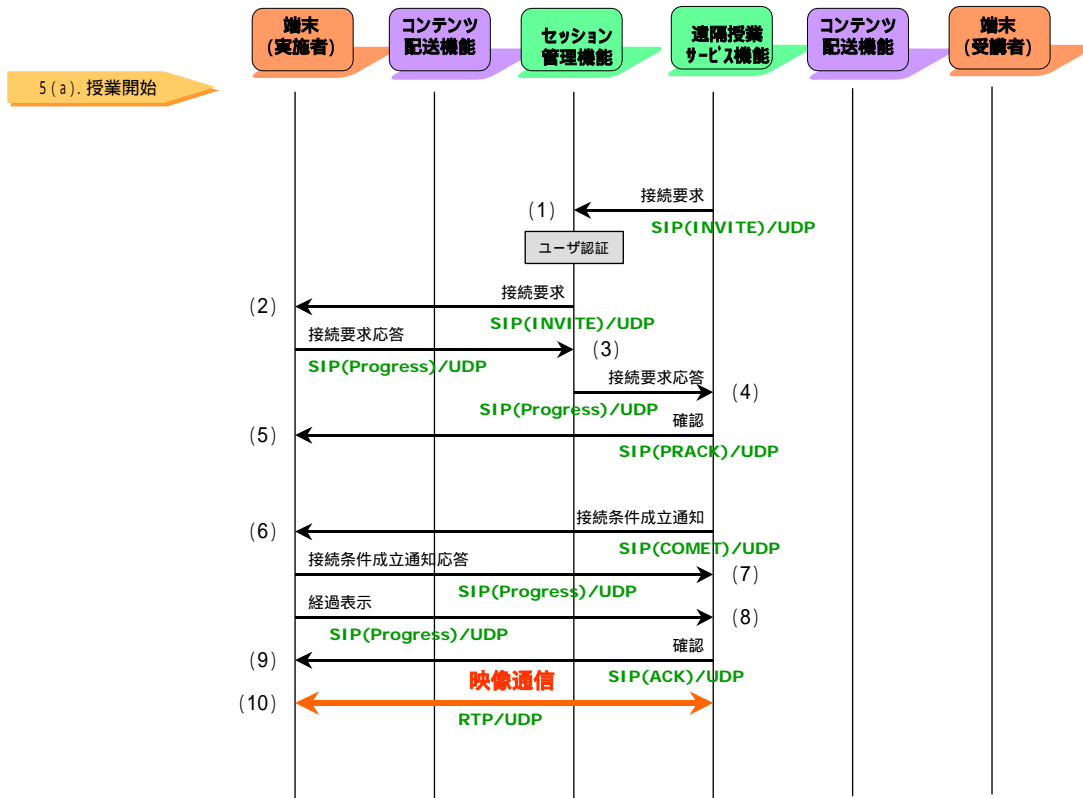 端末
(実施者)
コンテンツ
配送機能
セッション
管理機能
遠隔授業
サービス機能
コンテンツ
配送機能
端末
(受講者)
5(a). 授業開始
接続要求
(1)
SIP(INVITE)/UDP
ユーザ認証
接続要求
(2)
SIP(INVITE)/UDP
接続要求応答
(3)
SIP(Progress)/UDP
接続要求応答
(4)
SIP(Progress)/UDP
確認
(5)
SIP(PRACK)/UDP
接続条件成立通知
(6)
SIP(COMET)/UDP
接続条件成立通知応答
(7)
SIP(Progress)/UDP
経過表示
(8)
SIP(Progress)/UDP
確認
(9)
SIP(ACK)/UDP
映像通信
(10)
RTP/UDP